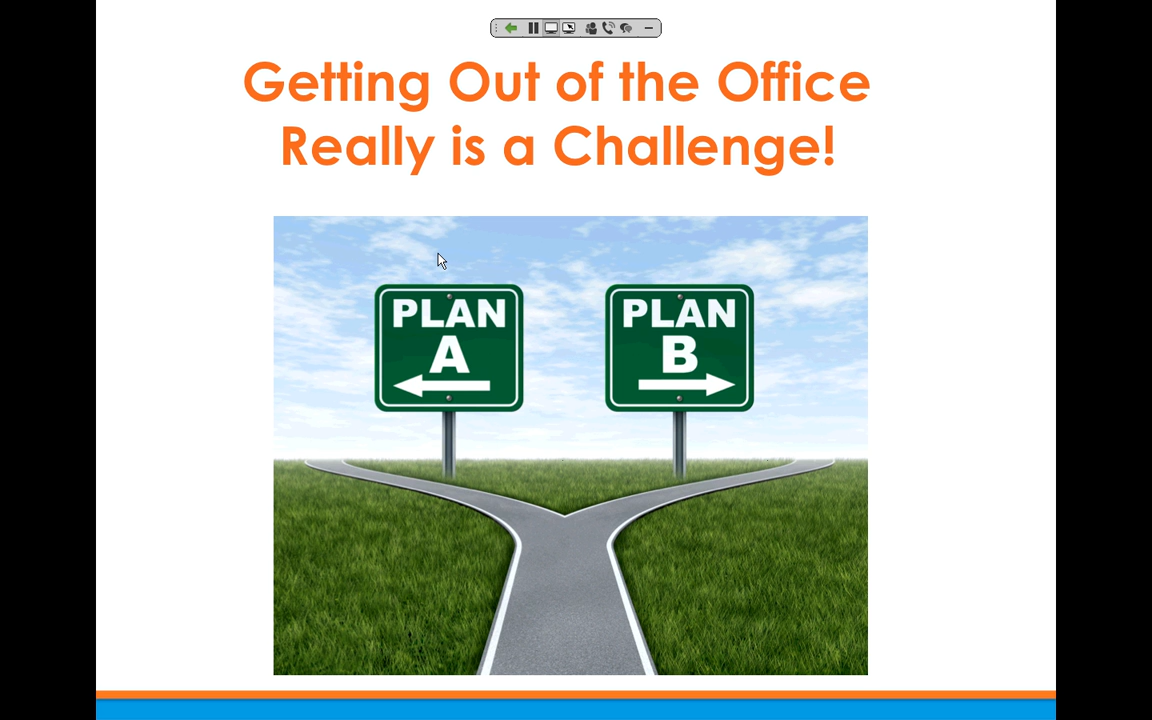 Getting Out of the Office
Really is a Challenge!
PLAN
A
PLAN
B